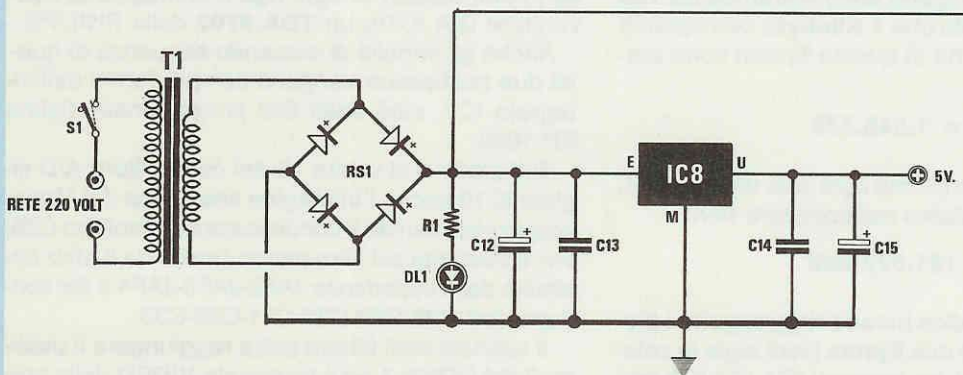 T1
S1
RETE 220 VOLT
RS1
R1
DL1
C12
+
C13
E
IC8
U
M
C14
+
C15
5V.